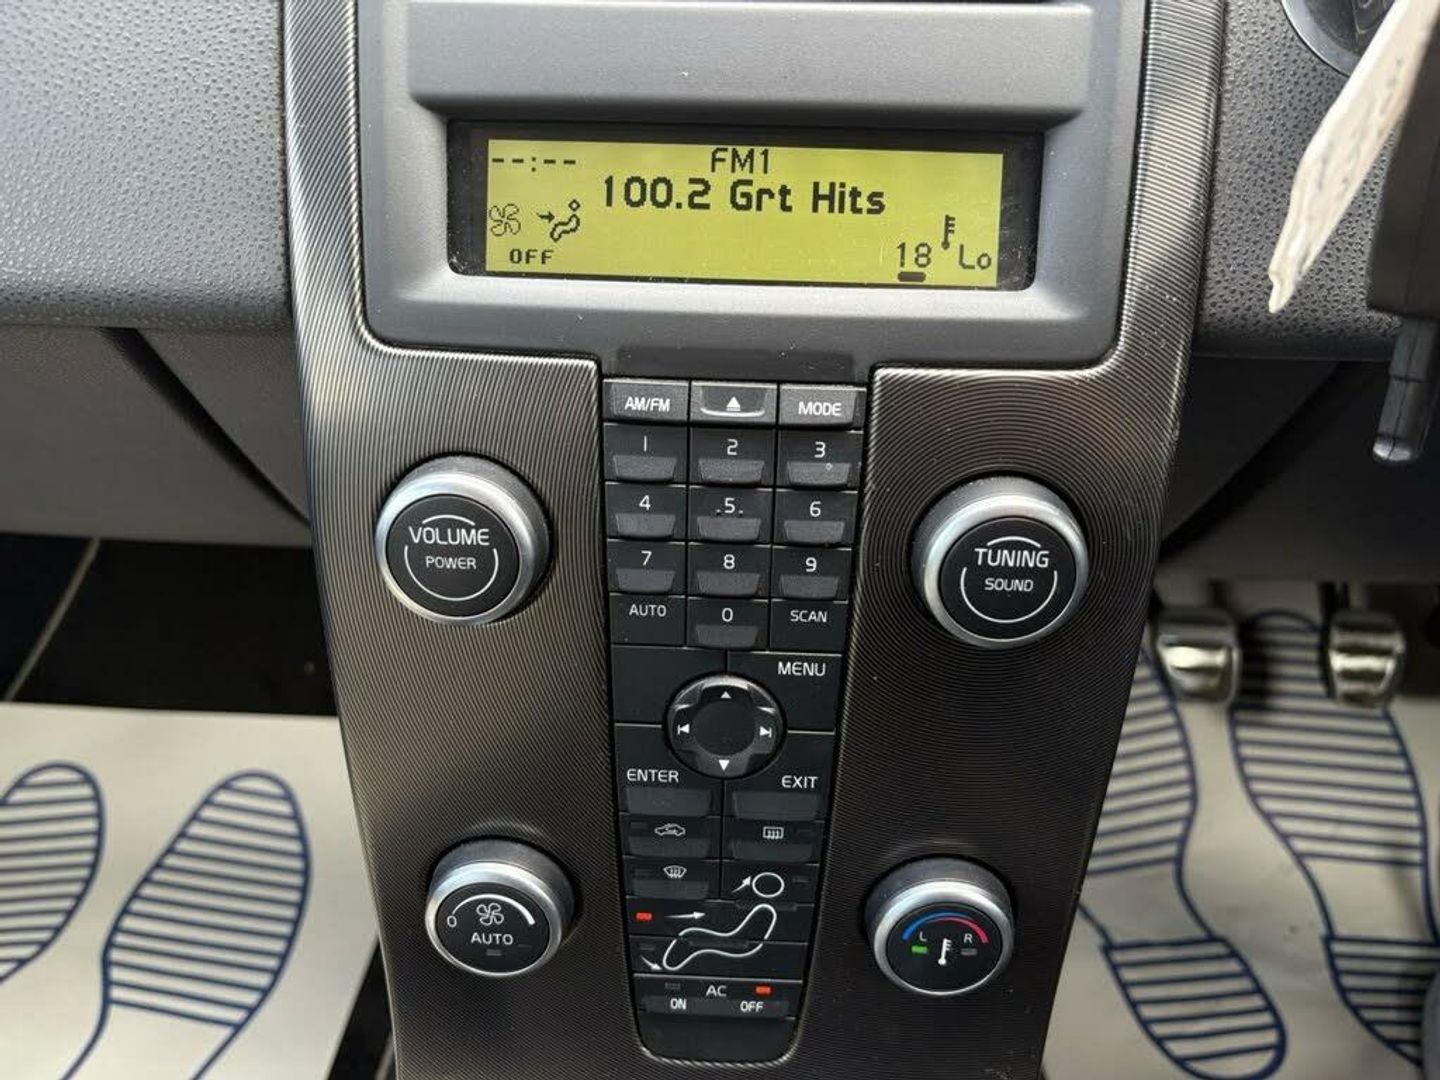 --:--
FM1
100.2 Grt Hits
OFF
18
Lo
AM/FM
MODE
1
2
3
4
5
6
7
8
9
AUTO
0
SCAN
VOLUME
POWER
TUNING
SOUND
MENU
ENTER
EXIT
0
AUTO
L
R
AC
ON
OFF